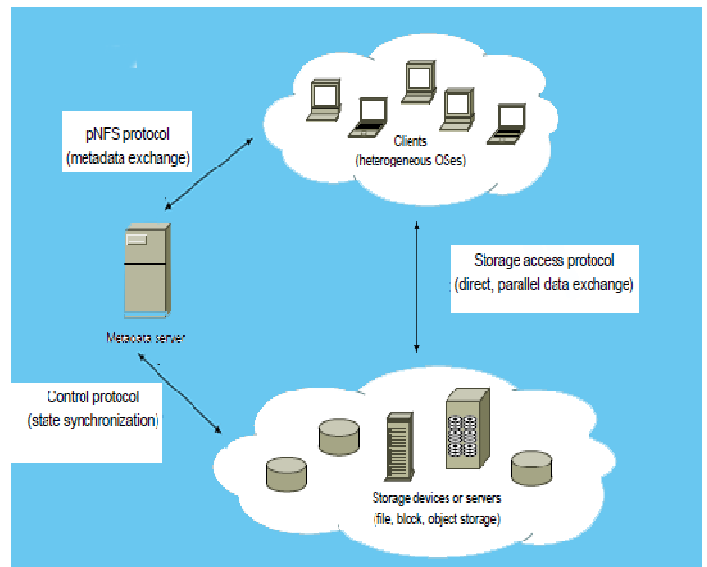 pNFS protocol
(metadata exchange)
Clients
(heterogeneous OSes)
Storage access protocol
(direct, parallel data exchange)
Metadata server
Control protocol
(state synchronization)
Storage devices or servers
(file, block, object storage)